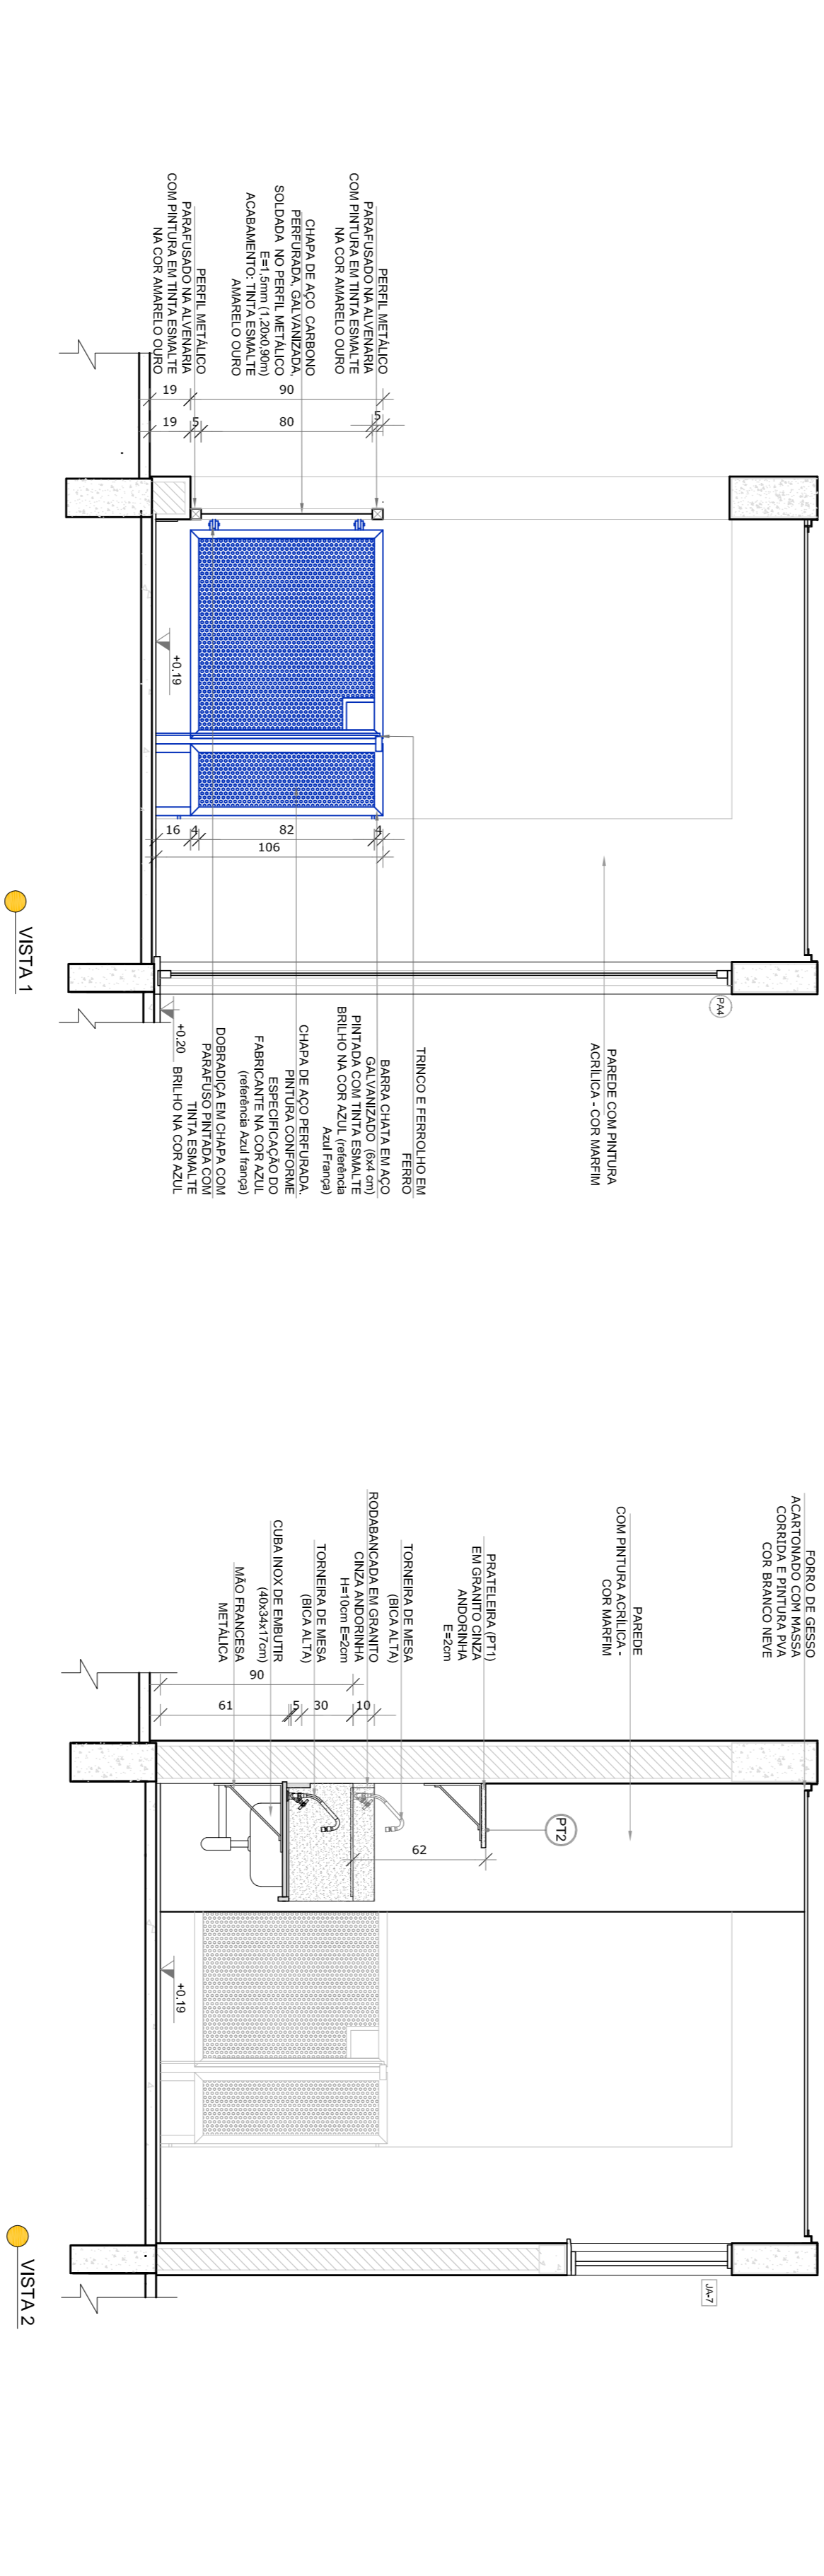 PERFIL METÁLICO
PARAFUSADO NA ALVENARIA
COM PINTURA EM TINTA ESMALTE
NA COR AMARELO OURO
CHAPA DE AÇO CARBONO
PERFURADA, GALVANIZADA,
SOLDADA NO PERFIL METÁLICO
E=1,5mm (1,20x0,90m)
ACABAMENTO: TINTA ESMALTE
AMARELO OURO
PERFIL METÁLICO
PARAFUSADO NA ALVENARIA
COM PINTURA EM TINTA ESMALTE
NA COR AMARELO OURO
90
19
5
80
5
19
+0.19
4
82
4
16
106
PA4
+0.20
PAREDE COM PINTURA
ACRÍLICA - COR MARFIM
TRINCO E FERROLHO EM
FERRO
BARRA CHATA EM AÇO
GALVANIZADO (6x4 cm)
PINTADA COM TINTA ESMALTE
BRILHO NA COR AZUL (referência
Azul França)
CHAPA DE AÇO PERFURADA,
PINTURA CONFORME
ESPECIFICAÇÃO DO
FABRICANTE NA COR AZUL
(referência Azul frança)
DOBRADIÇA EM CHAPA COM
PARAFUSO PINTADA COM
TINTA ESMALTE
BRILHO NA COR AZUL
VISTA 1
FORRO DE GESSO
ACARTONADO COM MASSA
CORRIDA E PINTURA PVA
COR BRANCO NEVE
PAREDE
COM PINTURA ACRÍLICA -
COR MARFIM
PRATELEIRA (PT1)
EM GRANITO CINZA
ANDORINHA
E=2cm
TORNEIRA DE MESA
(BICA ALTA)
RODABANCADA EM GRANITO
CINZA ANDORINHA
H=10cm E=2cm
TORNEIRA DE MESA
(BICA ALTA)
CUBA INOX DE EMBUTIR
(40x34x17cm)
MÃO FRANCESA
METÁLICA
90
10
30
5
61
PT2
62
+0.19
JA-7
VISTA 2